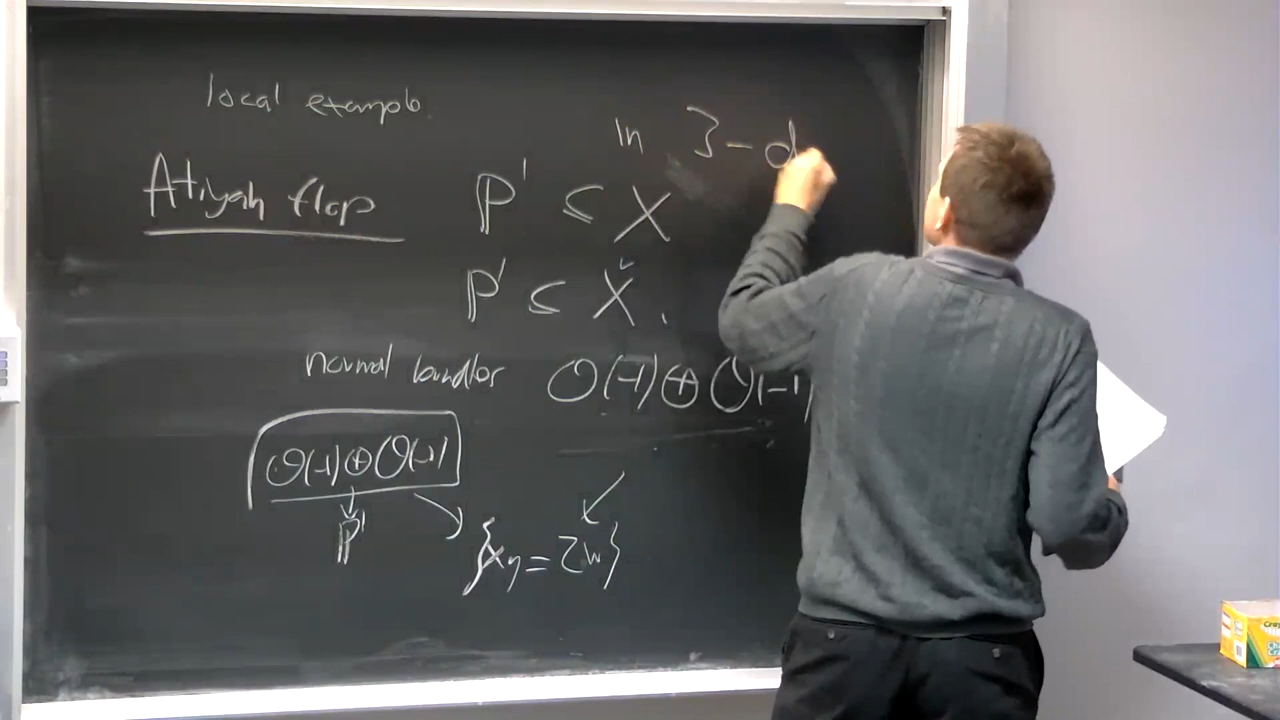 local example
in 3-d
Atiyah flop P¹ ⊆ X
P¹ ⊆ X̌.
normal bundles O(-1) ⊕ O(-1)
O(-1) ⊕ O(-1)
P¹
{xy = zw}